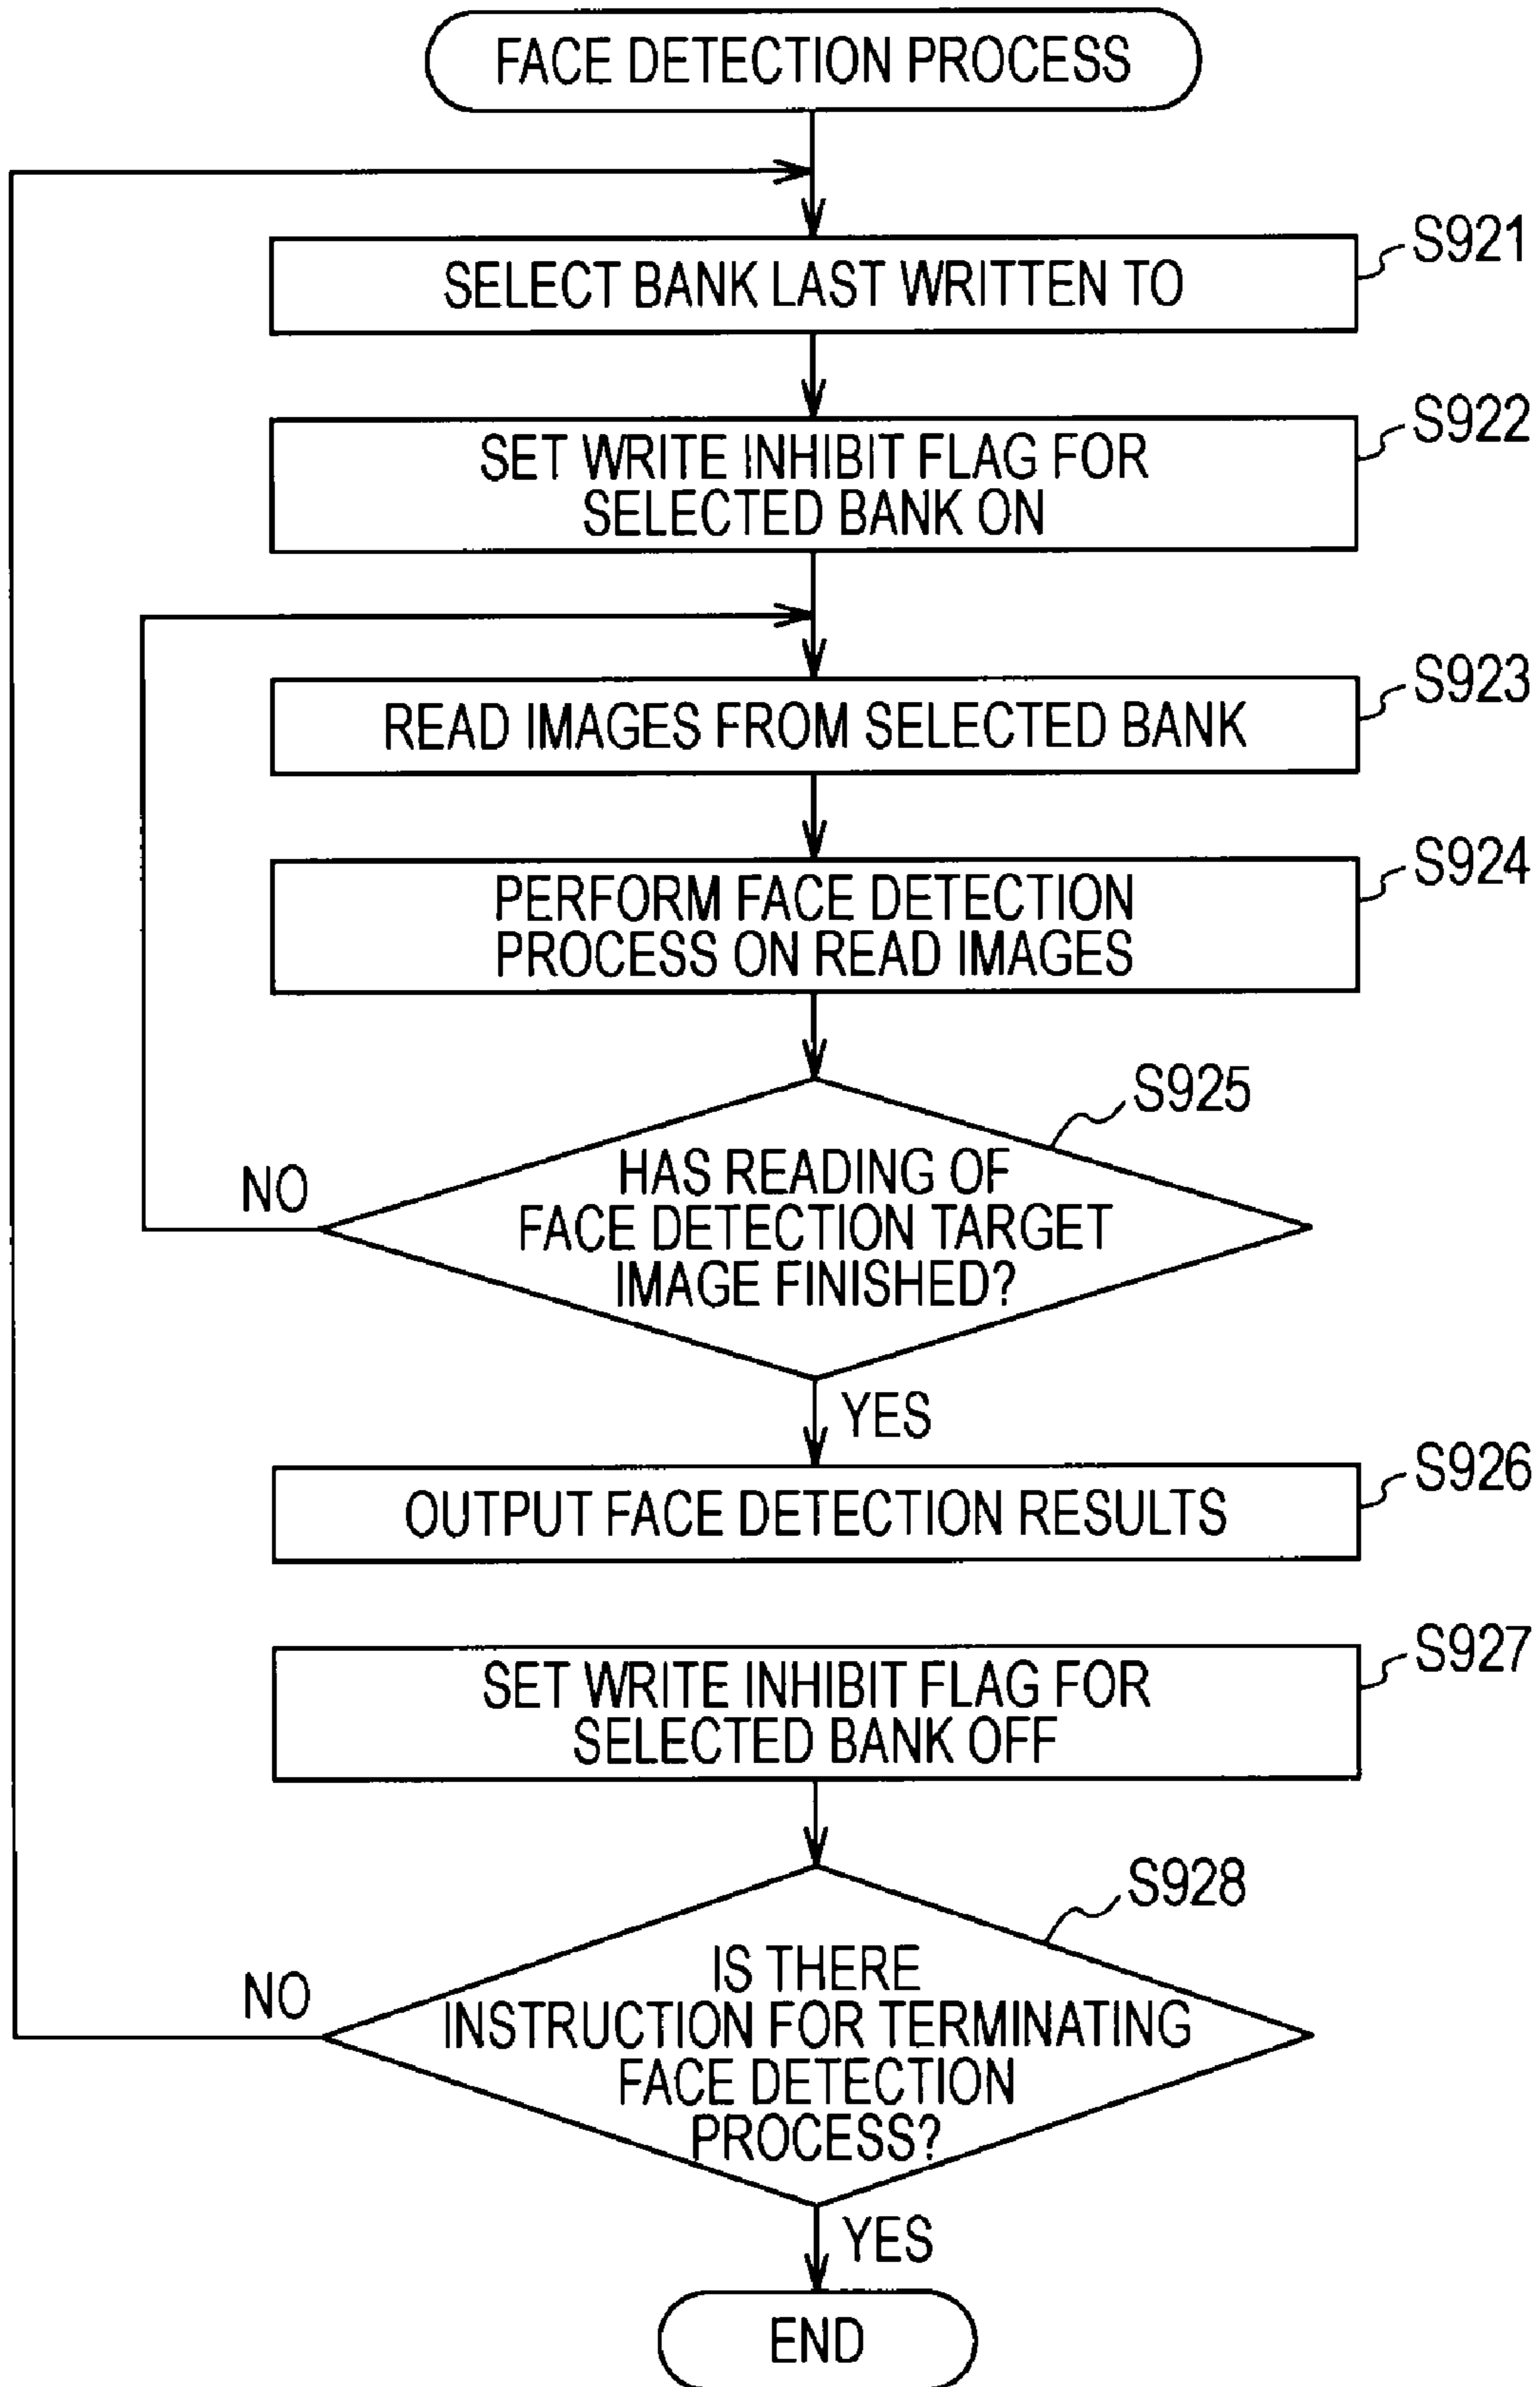 FACE DETECTION PROCESS
S921
SELECT BANK LAST WRITTEN TO
S922
SET WRITE INHIBIT FLAG FOR
SELECTED BANK ON
S923
READ IMAGES FROM SELECTED BANK
S924
PERFORM FACE DETECTION
PROCESS ON READ IMAGES
S925
HAS READING OF
FACE DETECTION TARGET
IMAGE FINISHED?
NO
YES
S926
OUTPUT FACE DETECTION RESULTS
S927
SET WRITE INHIBIT FLAG FOR
SELECTED BANK OFF
S928
IS THERE
INSTRUCTION FOR TERMINATING
FACE DETECTION
PROCESS?
NO
YES
END